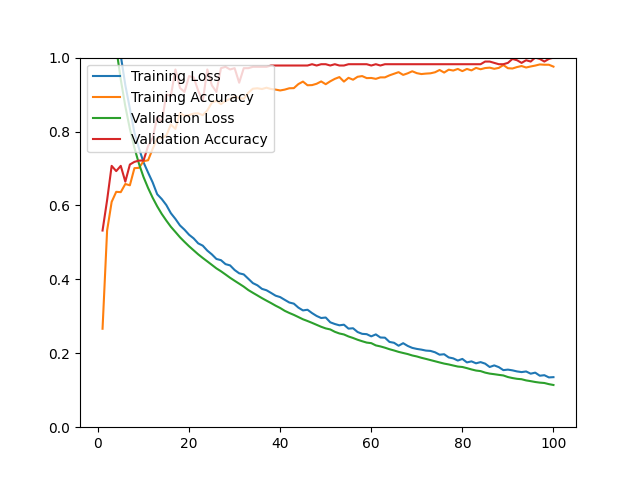 1.0
0.8
0.6
0.4
0.2
0.0
0 20 40 60 80 100
Training Loss
Training Accuracy
Validation Loss
Validation Accuracy